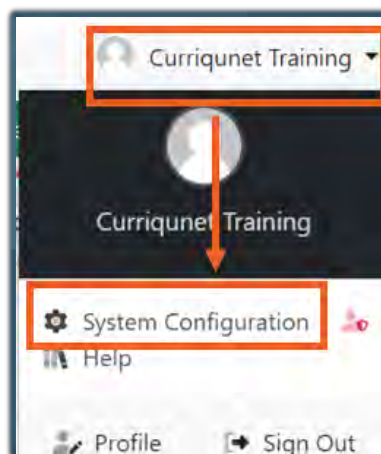 Curriqunet Training
Curriqunet Training
System Configuration
Help
Profile
Sign Out